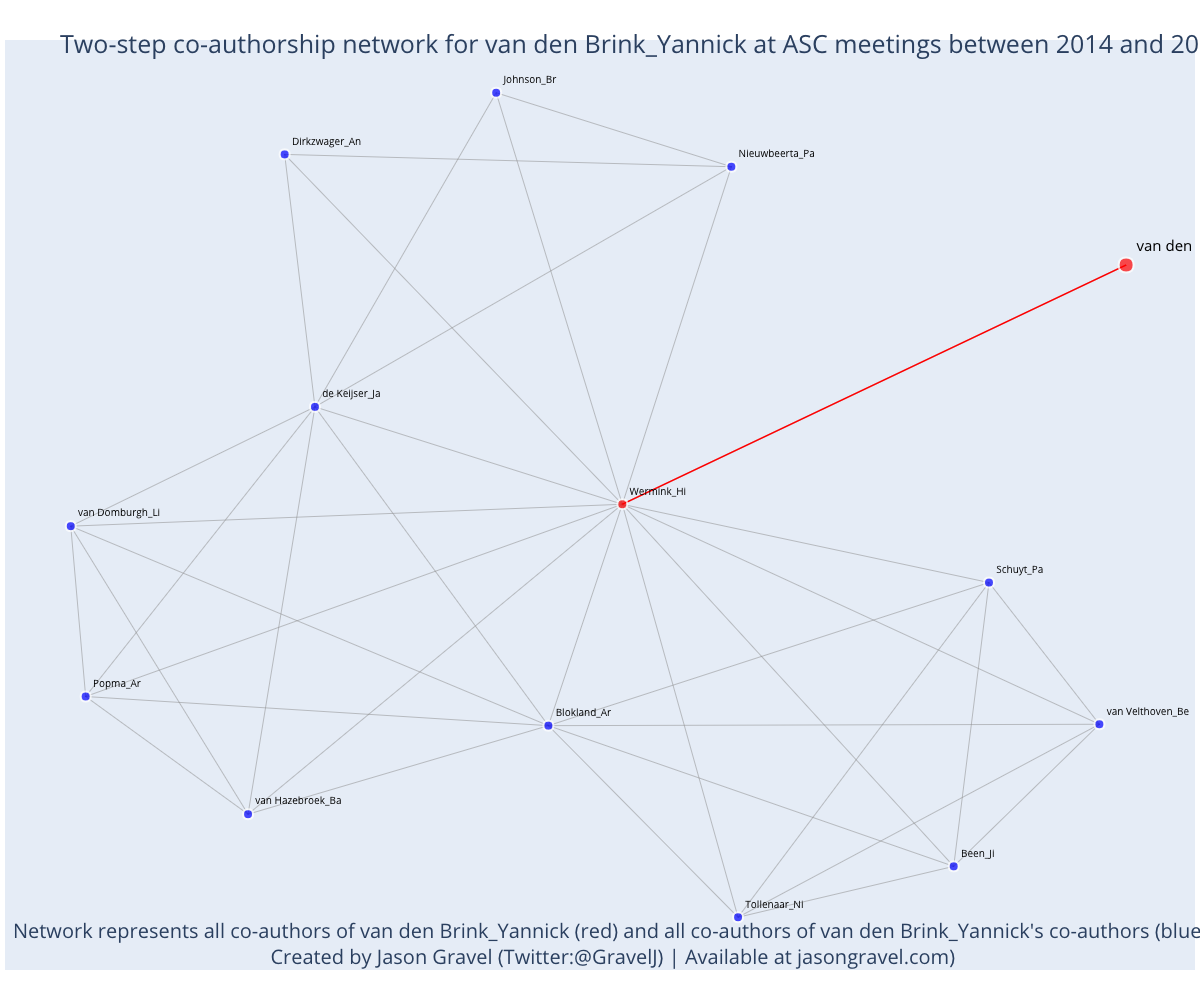 Two-step co-authorship network for van den Brink_Yannick at ASC meetings between 2014 and 20
Johnson_Br
Dirkzwager_An
Nieuwbeerta_Pa
van den
de Keijser_Ja
Wermink_Hi
van Domburgh_Li
Schuyt_Pa
Popma_Ar
Blokland_Ar
van Velthoven_Be
van Hazebroek_Ba
Been_Ji
Tollenaar_Ni
Network represents all co-authors of van den Brink_Yannick (red) and all co-authors of van den Brink_Yannick's co-authors (blue
Created by Jason Gravel (Twitter:@GravelJ) | Available at jasongravel.com)